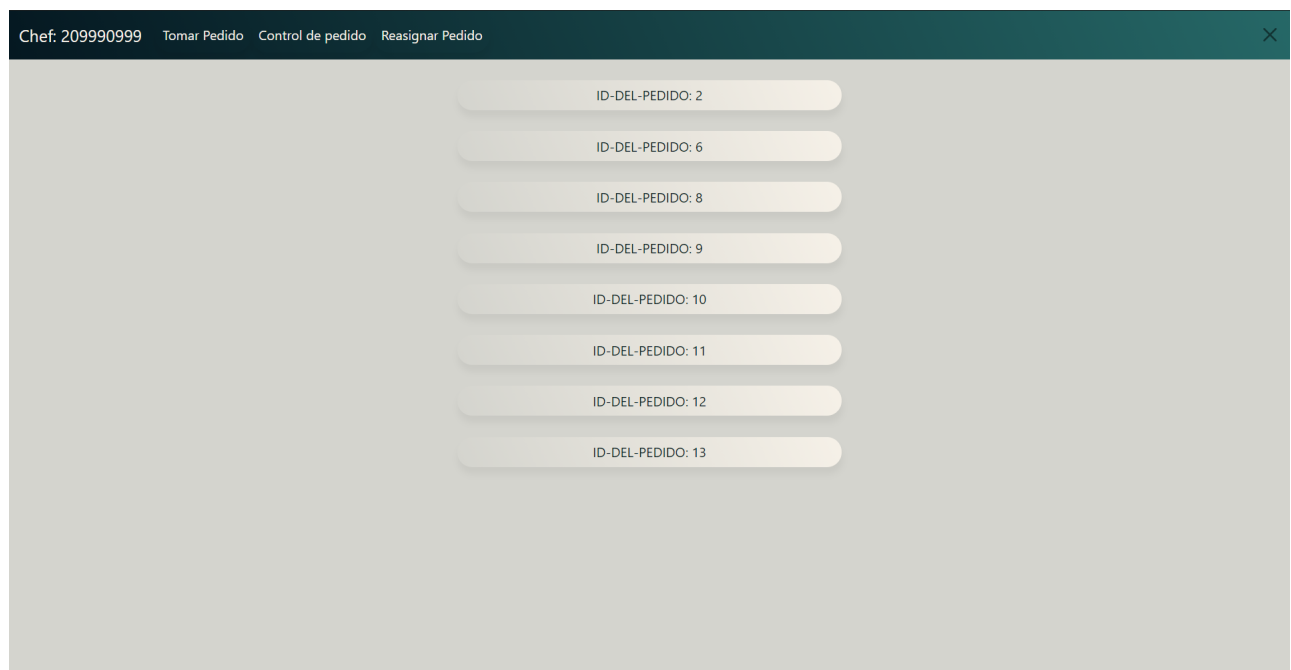 Chef: 209990999 Tomar Pedido Control de pedido Reasignar Pedido
ID-DEL-PEDIDO: 2
ID-DEL-PEDIDO: 6
ID-DEL-PEDIDO: 8
ID-DEL-PEDIDO: 9
ID-DEL-PEDIDO: 10
ID-DEL-PEDIDO: 11
ID-DEL-PEDIDO: 12
ID-DEL-PEDIDO: 13